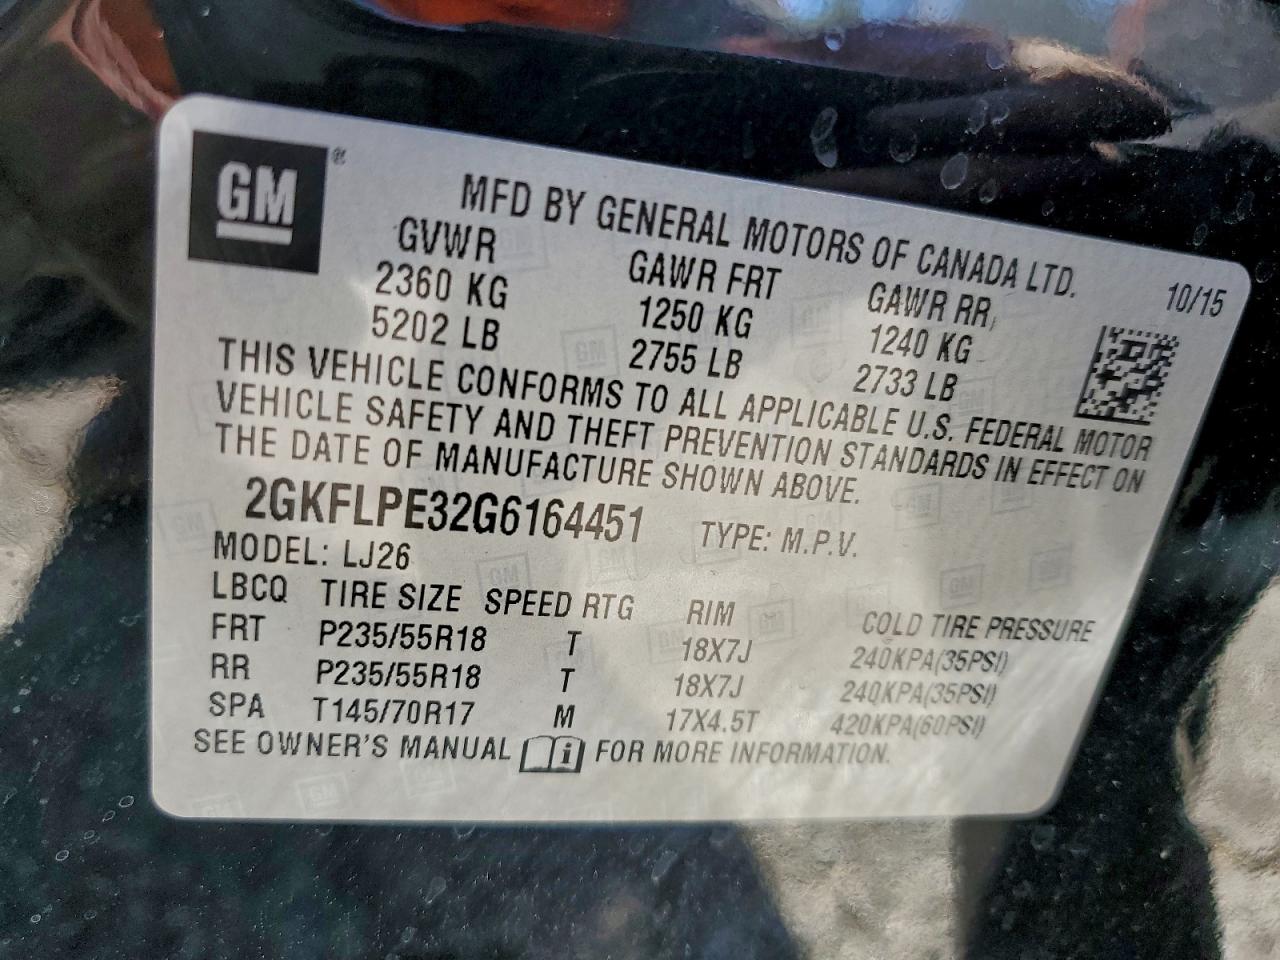 GM®
MFD BY GENERAL MOTORS OF CANADA LTD.
10/15
GVWR GAWR FRT GAWR RR
2360 KG 1250 KG 1240 KG
5202 LB 2755 LB 2733 LB
THIS VEHICLE CONFORMS TO ALL APPLICABLE U.S. FEDERAL MOTOR
VEHICLE SAFETY AND THEFT PREVENTION STANDARDS IN EFFECT ON
THE DATE OF MANUFACTURE SHOWN ABOVE.
2GKFLPE32G6164451 TYPE: M.P.V.
MODEL: LJ26
LBCQ TIRE SIZE SPEED RTG RIM COLD TIRE PRESSURE
FRT P235/55R18 T 18X7J 240KPA(35PSI)
RR P235/55R18 T 18X7J 240KPA(35PSI)
SPA T145/70R17 M 17X4.5T 420KPA(60PSI)
SEE OWNER'S MANUAL i FOR MORE INFORMATION.